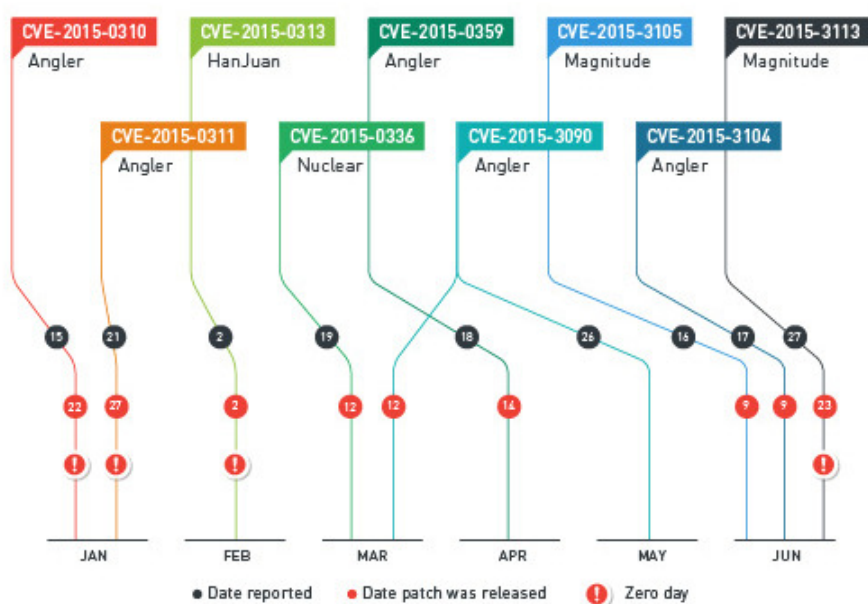 CVE-2015-0310
Angler
CVE-2015-0313
HanJuan
CVE-2015-0359
Angler
CVE-2015-3105
Magnitude
CVE-2015-3113
Magnitude
CVE-2015-0311
Angler
CVE-2015-0336
Nuclear
CVE-2015-3090
Angler
CVE-2015-3104
Angler
15 21 2 19 18 26 16 17 27
22 27 2 12 12 14 9 9 23
! ! ! !
JAN FEB MAR APR MAY JUN
Date reported Date patch was released ! Zero day